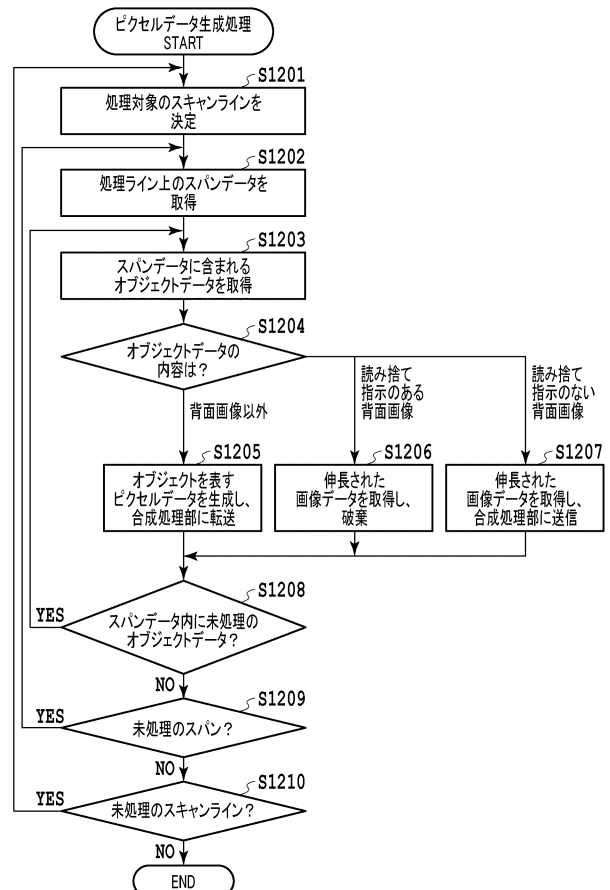 ピクセルデータ生成処理
START
S1201
処理対象のスキャンラインを
決定
S1202
処理ライン上のスパンデータを
取得
S1203
スパンデータに含まれる
オブジェクトデータを取得
S1204
オブジェクトデータの
内容は?
背面画像以外
読み捨て
指示のある
背面画像
読み捨て
指示のない
背面画像
S1205
オブジェクトを表す
ピクセルデータを生成し、
合成処理部に転送
S1206
伸長された
画像データを取得し、
破棄
S1207
伸長された
画像データを取得し、
合成処理部に送信
S1208
YES
スパンデータ内に未処理の
オブジェクトデータ?
NO
S1209
YES
未処理のスパン?
NO
S1210
YES
未処理のスキャンライン?
NO
END